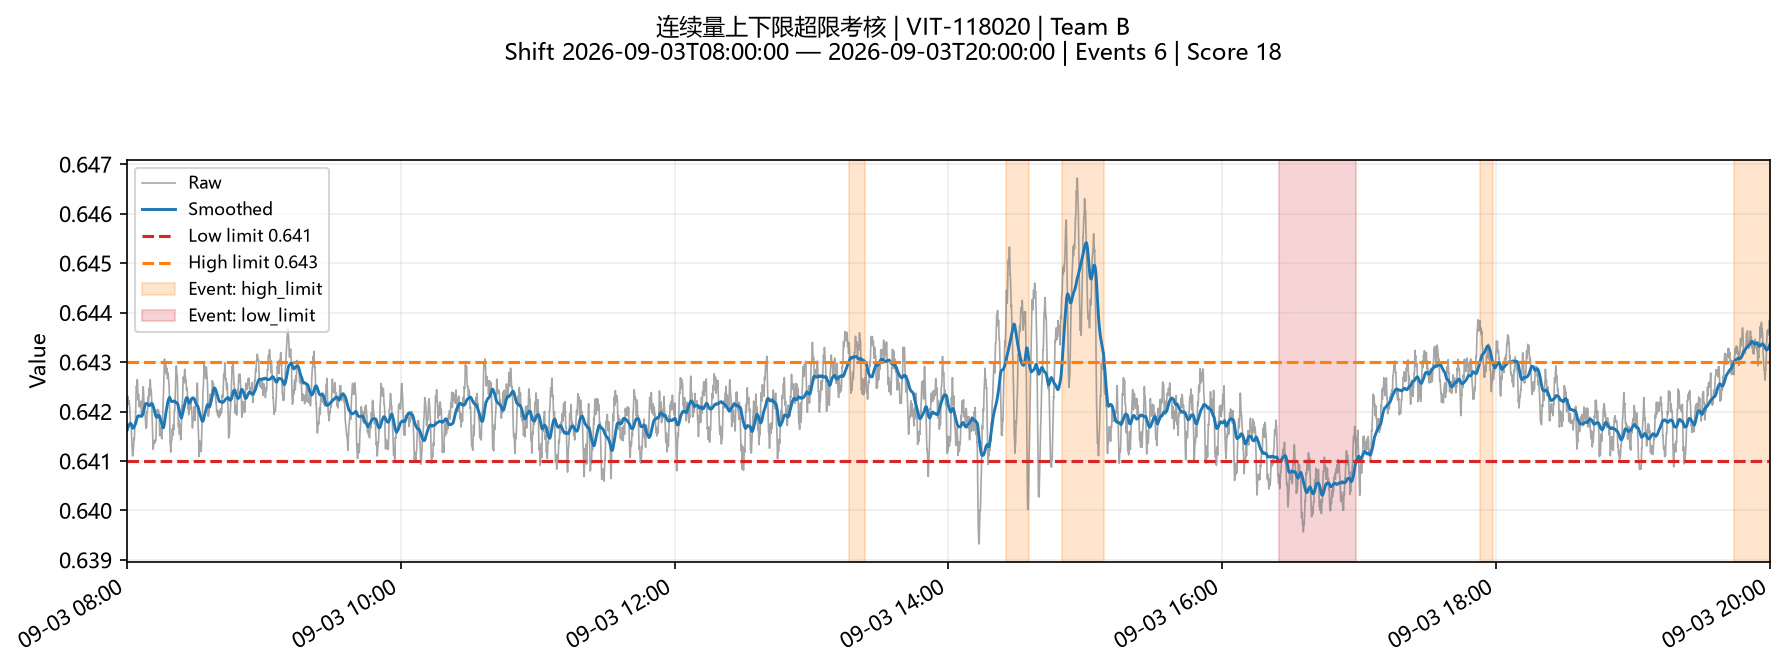 连续量上下限超限考核 | VIT-118020 | Team B
Shift 2026-09-03T08:00:00 — 2026-09-03T20:00:00 | Events 6 | Score 18
Value
0.647
0.646
0.645
0.644
0.643
0.642
0.641
0.640
0.639
Raw
Smoothed
Low limit 0.641
High limit 0.643
Event: high_limit
Event: low_limit
09-03 08:00
09-03 10:00
09-03 12:00
09-03 14:00
09-03 16:00
09-03 18:00
09-03 20:00